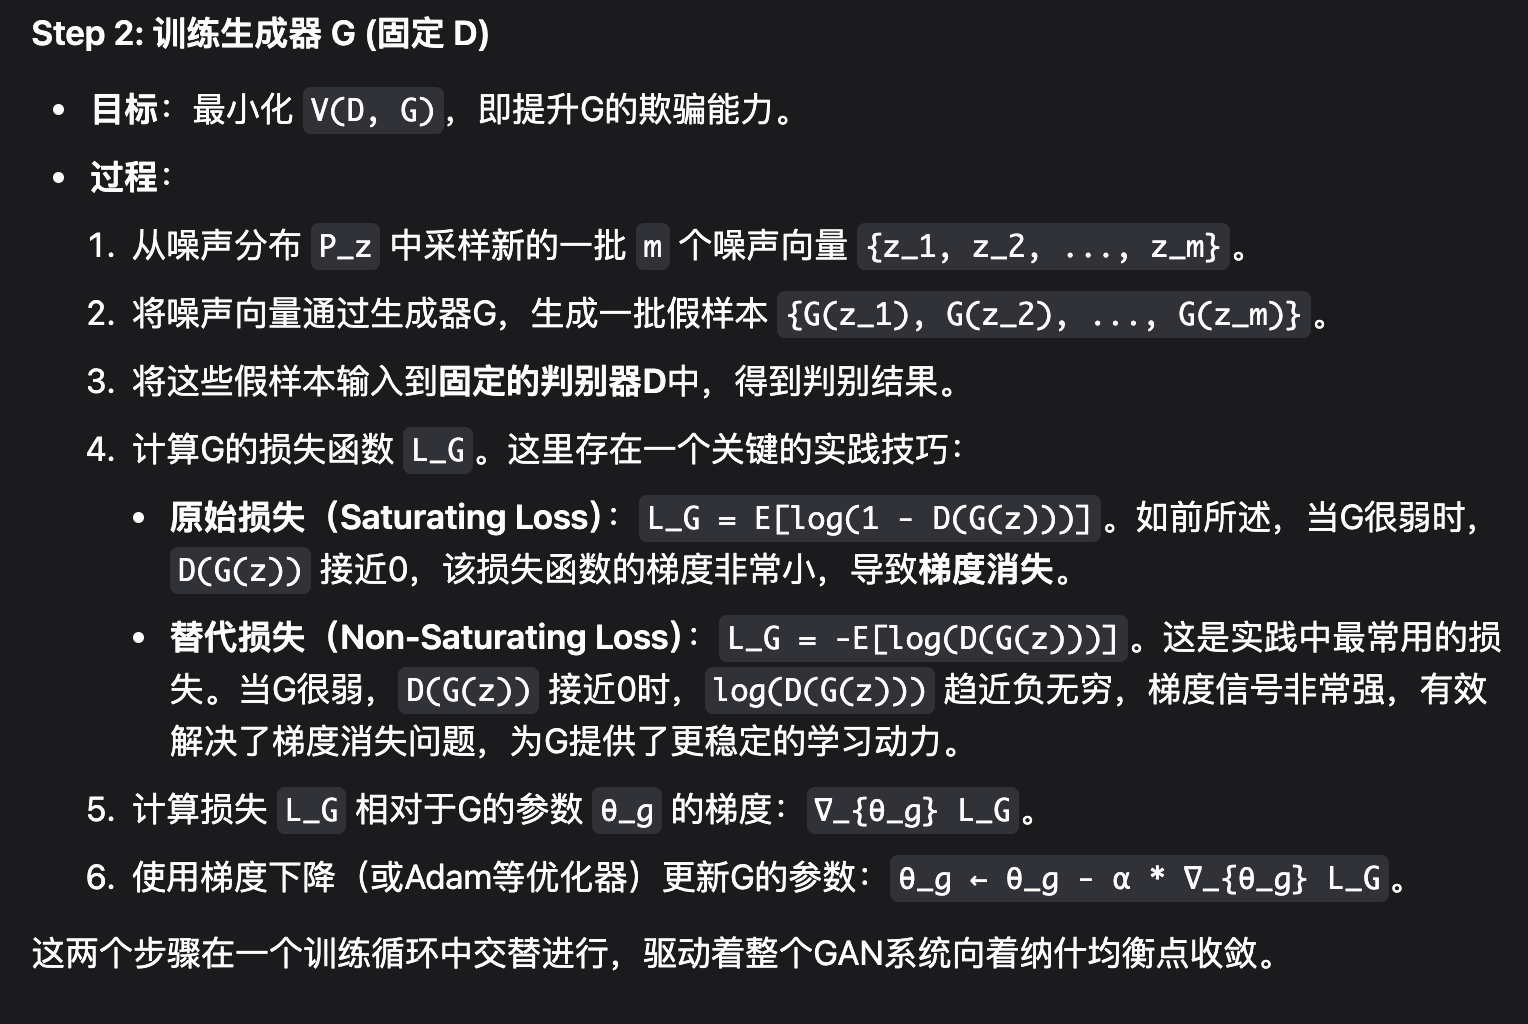 Step 2: 训练生成器 G (固定 D)
• 目标：最小化 V(D, G)，即提升G的欺骗能力。
• 过程：
1. 从噪声分布 P_z 中采样新的一批 m 个噪声向量 {z_1, z_2, ..., z_m}。
2. 将噪声向量通过生成器G，生成一批假样本 {G(z_1), G(z_2), ..., G(z_m)}。
3. 将这些假样本输入到固定的判别器D中，得到判别结果。
4. 计算G的损失函数 L_G。这里存在一个关键的实践技巧：
• 原始损失（Saturating Loss）：L_G = E[log(1 - D(G(z)))]。如前所述，当G很弱时，
D(G(z)) 接近0，该损失函数的梯度非常小，导致梯度消失。
• 替代损失（Non-Saturating Loss）：L_G = -E[log(D(G(z)))]。这是实践中最常用的损
失。当G很弱，D(G(z)) 接近0时，log(D(G(z))) 趋近负无穷，梯度信号非常强，有效
解决了梯度消失问题，为G提供了更稳定的学习动力。
5. 计算损失 L_G 相对于G的参数 θ_g 的梯度：∇_{θ_g} L_G。
6. 使用梯度下降（或Adam等优化器）更新G的参数：θ_g ← θ_g - α * ∇_{θ_g} L_G。
这两个步骤在一个训练循环中交替进行，驱动着整个GAN系统向着纳什均衡点收敛。